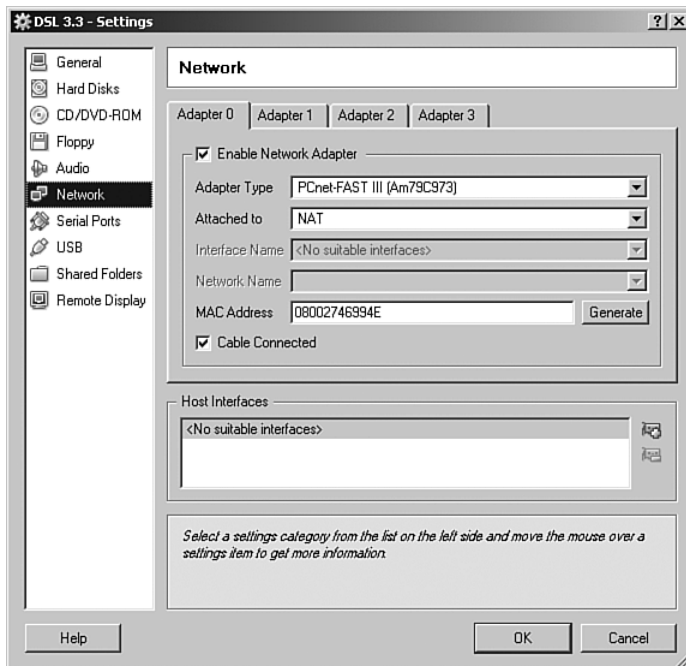 DSL 3.3 - Settings
General
Hard Disks
CD/DVD-ROM
Floppy
Audio
Network
Serial Ports
USB
Shared Folders
Remote Display
Network
Adapter 0
Adapter 1
Adapter 2
Adapter 3
Enable Network Adapter
Adapter Type PCnet-FAST III (Am79C973)
Attached to NAT
Interface Name <No suitable interfaces>
Network Name
MAC Address 08002746994E Generate
Cable Connected
Host Interfaces
<No suitable interfaces>
Select a settings category from the list on the left side and move the mouse over a
settings item to get more information.
Help
OK
Cancel